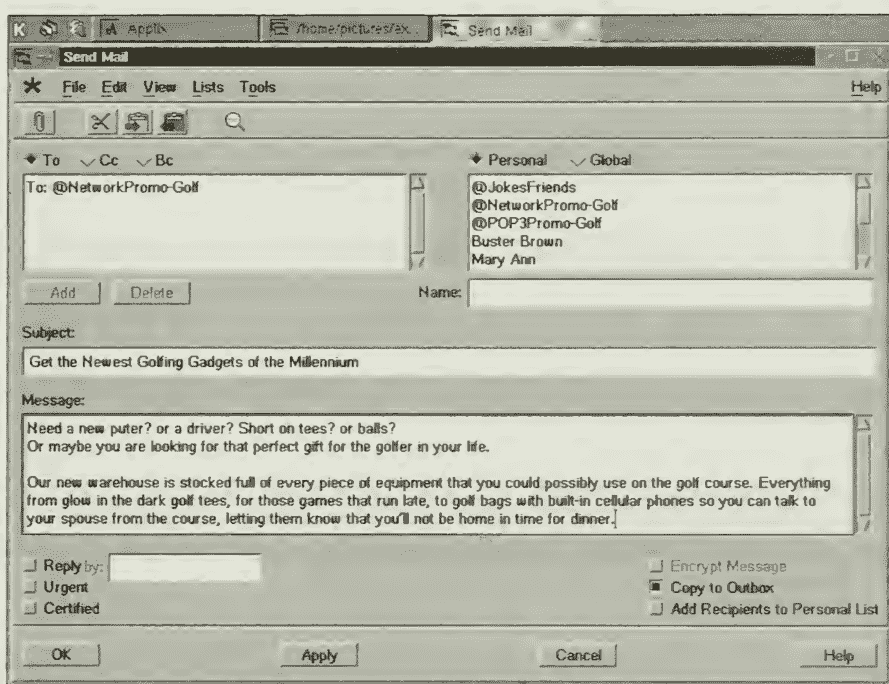 K Applix /home/pictures/ex... Send Mail
Send Mail
File Edit View Lists Tools Help
To Cc Bc Personal Global
To: @NetworkPromo-Golf
@JokesFriends
@NetworkPromo-Golf
@POP3Promo-Golf
Buster Brown
Mary Ann
Add Delete Name:
Subject:
Get the Newest Golfing Gadgets of the Millennium
Message:
Need a new puter? or a driver? Short on tees? or balls?
Or maybe you are looking for that perfect gift for the golfer in your life.
Our new warehouse is stocked full of every piece of equipment that you could possibly use on the golf course. Everything
from glow in the dark golf tees, for those games that run late, to golf bags with built-in cellular phones so you can talk to
your spouse from the course, letting them know that you'll not be home in time for dinner.
Reply by: Encrypt Message
Urgent Copy to Outbox
Certified Add Recipients to Personal List
OK Apply Cancel Help